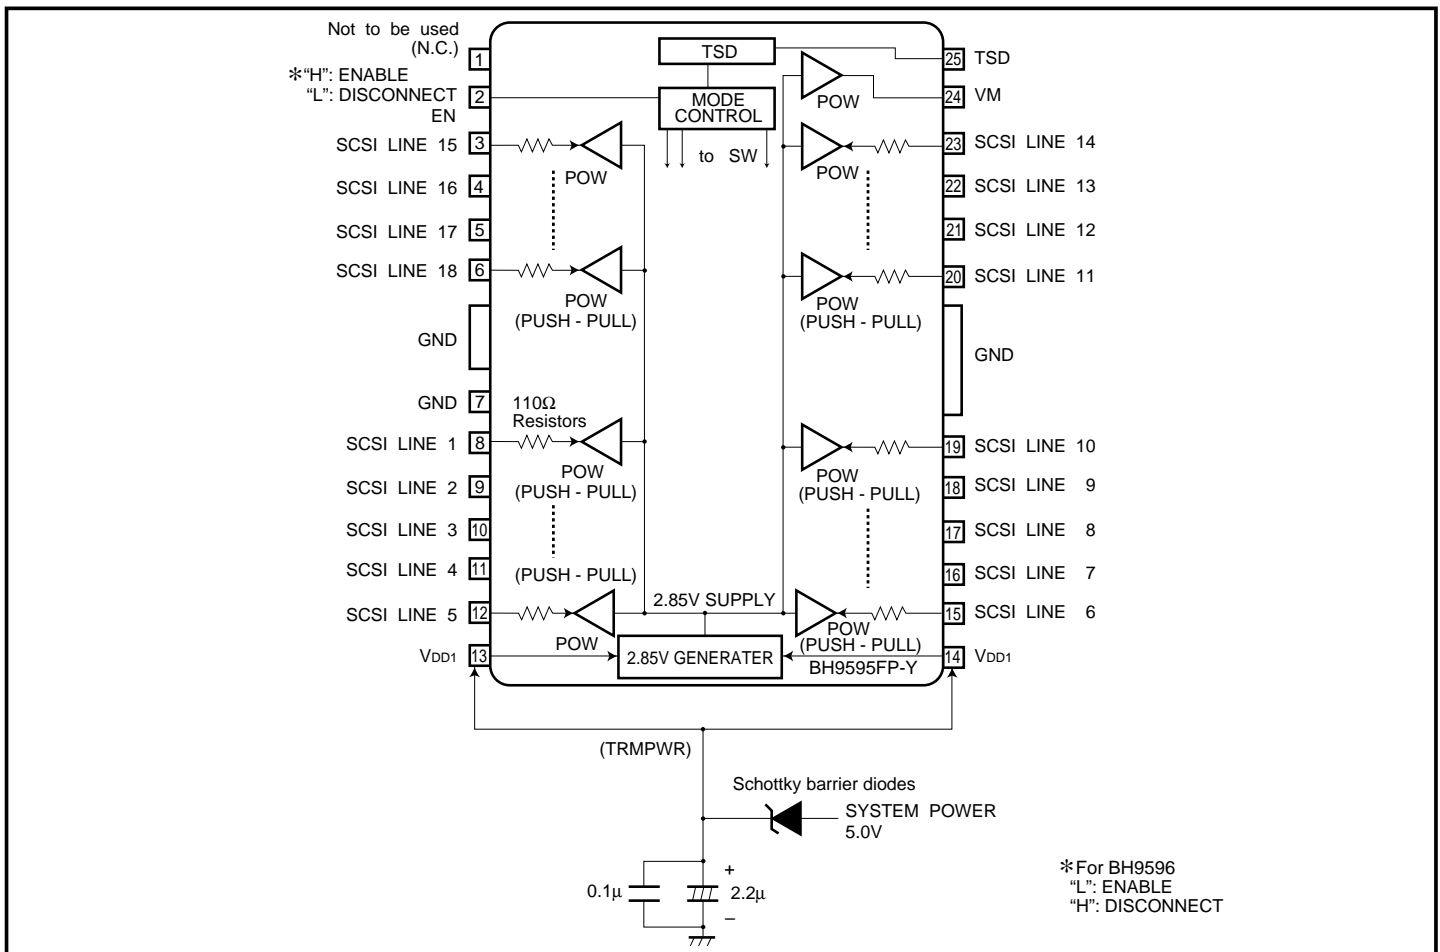 Not to be used
(N.C.)
1
*“H”: ENABLE
“L”: DISCONNECT
EN
2
SCSI LINE 15 3
SCSI LINE 16 4
SCSI LINE 17 5
SCSI LINE 18 6
GND
GND 7
SCSI LINE 1 8
SCSI LINE 2 9
SCSI LINE 3 10
SCSI LINE 4 11
SCSI LINE 5 12
VDD1 13
TSD
MODE
CONTROL
to SW
POW
POW
(PUSH - PULL)
110Ω
Resistors
POW
(PUSH - PULL)
(PUSH - PULL)
POW
2.85V SUPPLY
2.85V GENERATER
POW
POW
POW
(PUSH - PULL)
POW
(PUSH - PULL)
POW
(PUSH - PULL)
BH9595FP-Y
25 TSD
24 VM
23 SCSI LINE 14
22 SCSI LINE 13
21 SCSI LINE 12
20 SCSI LINE 11
GND
19 SCSI LINE 10
18 SCSI LINE 9
17 SCSI LINE 8
16 SCSI LINE 7
15 SCSI LINE 6
14 VDD1
(TRMPWR)
Schottky barrier diodes
SYSTEM POWER
5.0V
0.1µ
+
2.2µ
–
*For BH9596
“L”: ENABLE
“H”: DISCONNECT